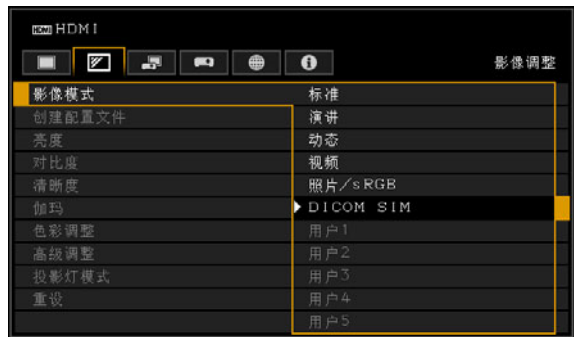 HDMI HDMI
影像调整
影像模式 标准
创建配置文件 演讲
亮度 动态
对比度 视频
清晰度 照片/sRGB
伽玛 DICOM SIM
色彩调整 用户1
高级调整 用户2
投影灯模式 用户3
重设 用户4
用户5